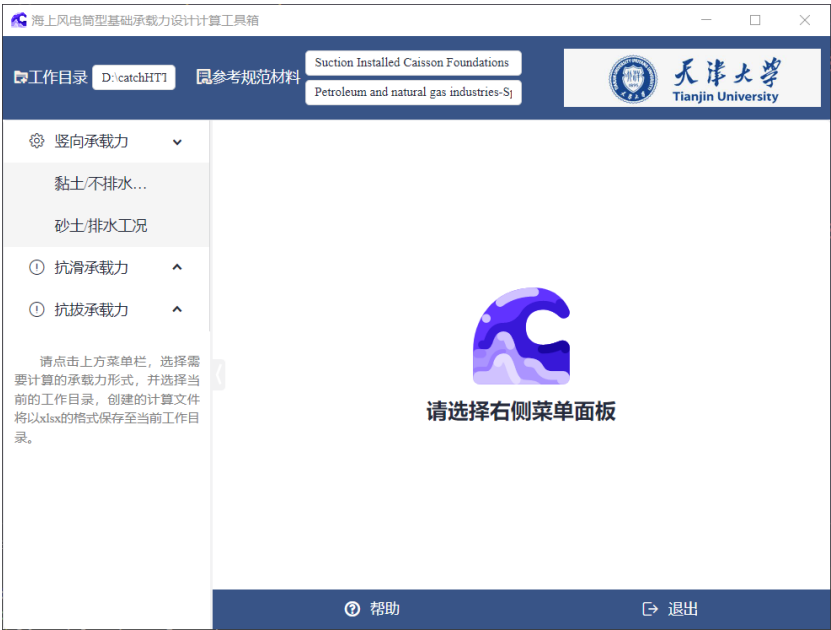 海上风电筒型基础承载力设计计算工具箱
工作目录 D:\catchHT1 参考规范材料 Suction Installed Caisson Foundations
Petroleum and natural gas industries-Sp
天津大学
Tianjin University
竖向承载力
黏土/不排水...
砂土/排水工况
抗滑承载力
抗拔承载力
请点击上方菜单栏，选择需
要计算的承载力形式，并选择当
前的工作目录，创建的计算文件
将以xlsx的格式保存至当前工作目
录。
请选择右侧菜单面板
帮助 退出